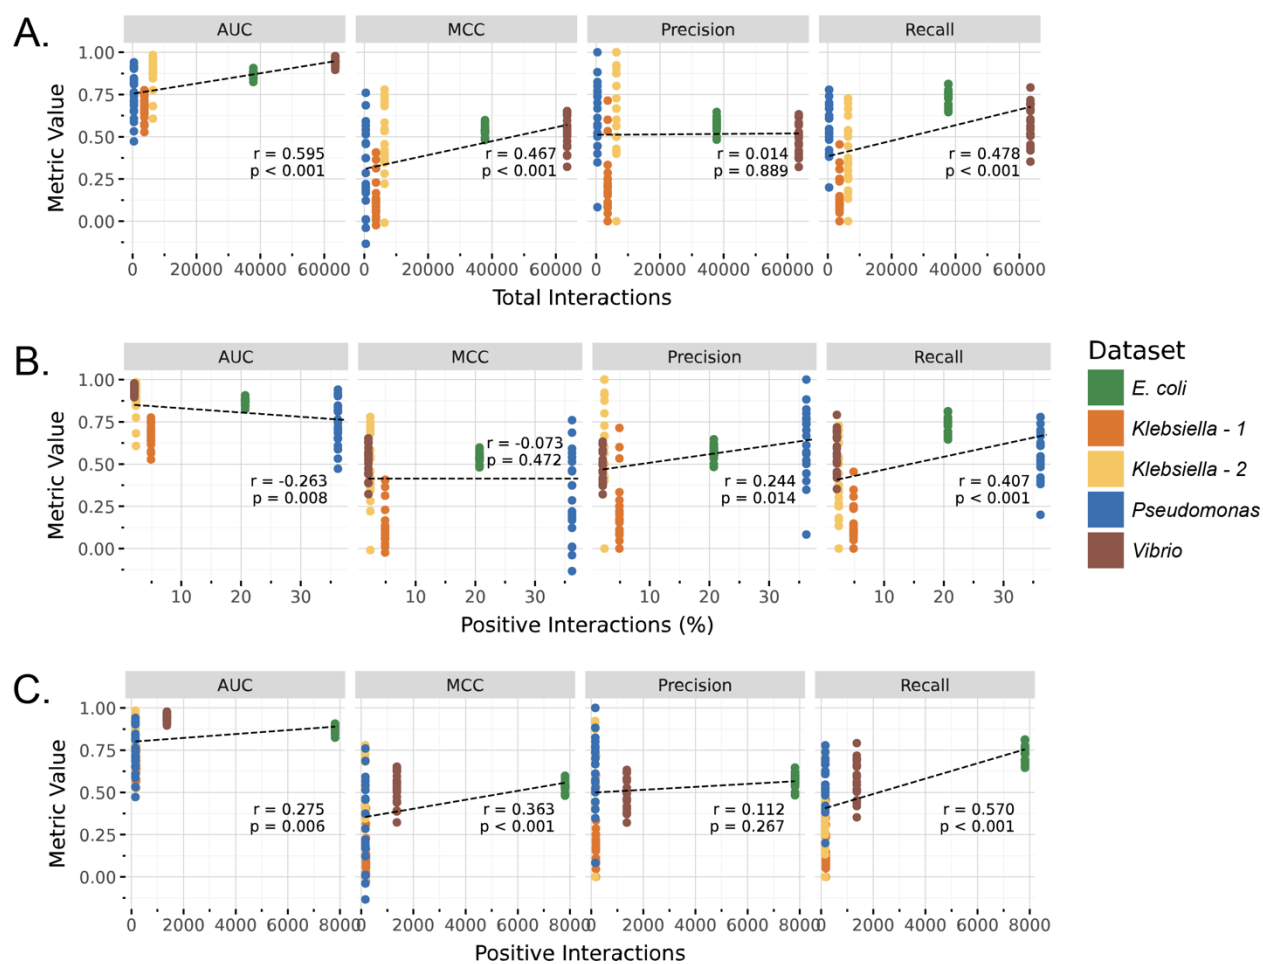 A.
AUC MCC Precision Recall
1.00
0.75
0.50
0.25
0.00
Metric Value
r = 0.595
p < 0.001
r = 0.467
p < 0.001
r = 0.014
p = 0.889
r = 0.478
p < 0.001
0 20000 40000 60000 0 20000 40000 60000 0 20000 40000 60000 0 20000 40000 60000
Total Interactions
B.
AUC MCC Precision Recall
1.00
0.75
0.50
0.25
0.00
Metric Value
r = -0.263
p = 0.008
r = -0.073
p = 0.472
r = 0.244
p = 0.014
r = 0.407
p < 0.001
10 20 30 10 20 30 10 20 30 10 20 30
Positive Interactions (%)
Dataset
E. coli
Klebsiella - 1
Klebsiella - 2
Pseudomonas
Vibrio
C.
AUC MCC Precision Recall
1.00
0.75
0.50
0.25
0.00
Metric Value
r = 0.275
p = 0.006
r = 0.363
p < 0.001
r = 0.112
p = 0.267
r = 0.570
p < 0.001
0 2000 4000 6000 8000 0 2000 4000 6000 8000 0 2000 4000 6000 8000 0 2000 4000 6000 8000
Positive Interactions